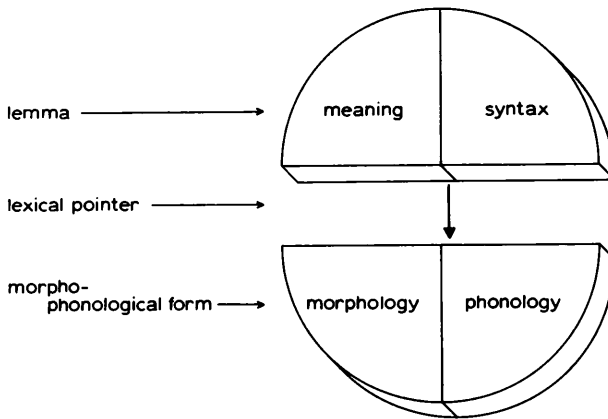 lemma
meaning
syntax
lexical pointer
morpho-
phonological form
morphology
phonology